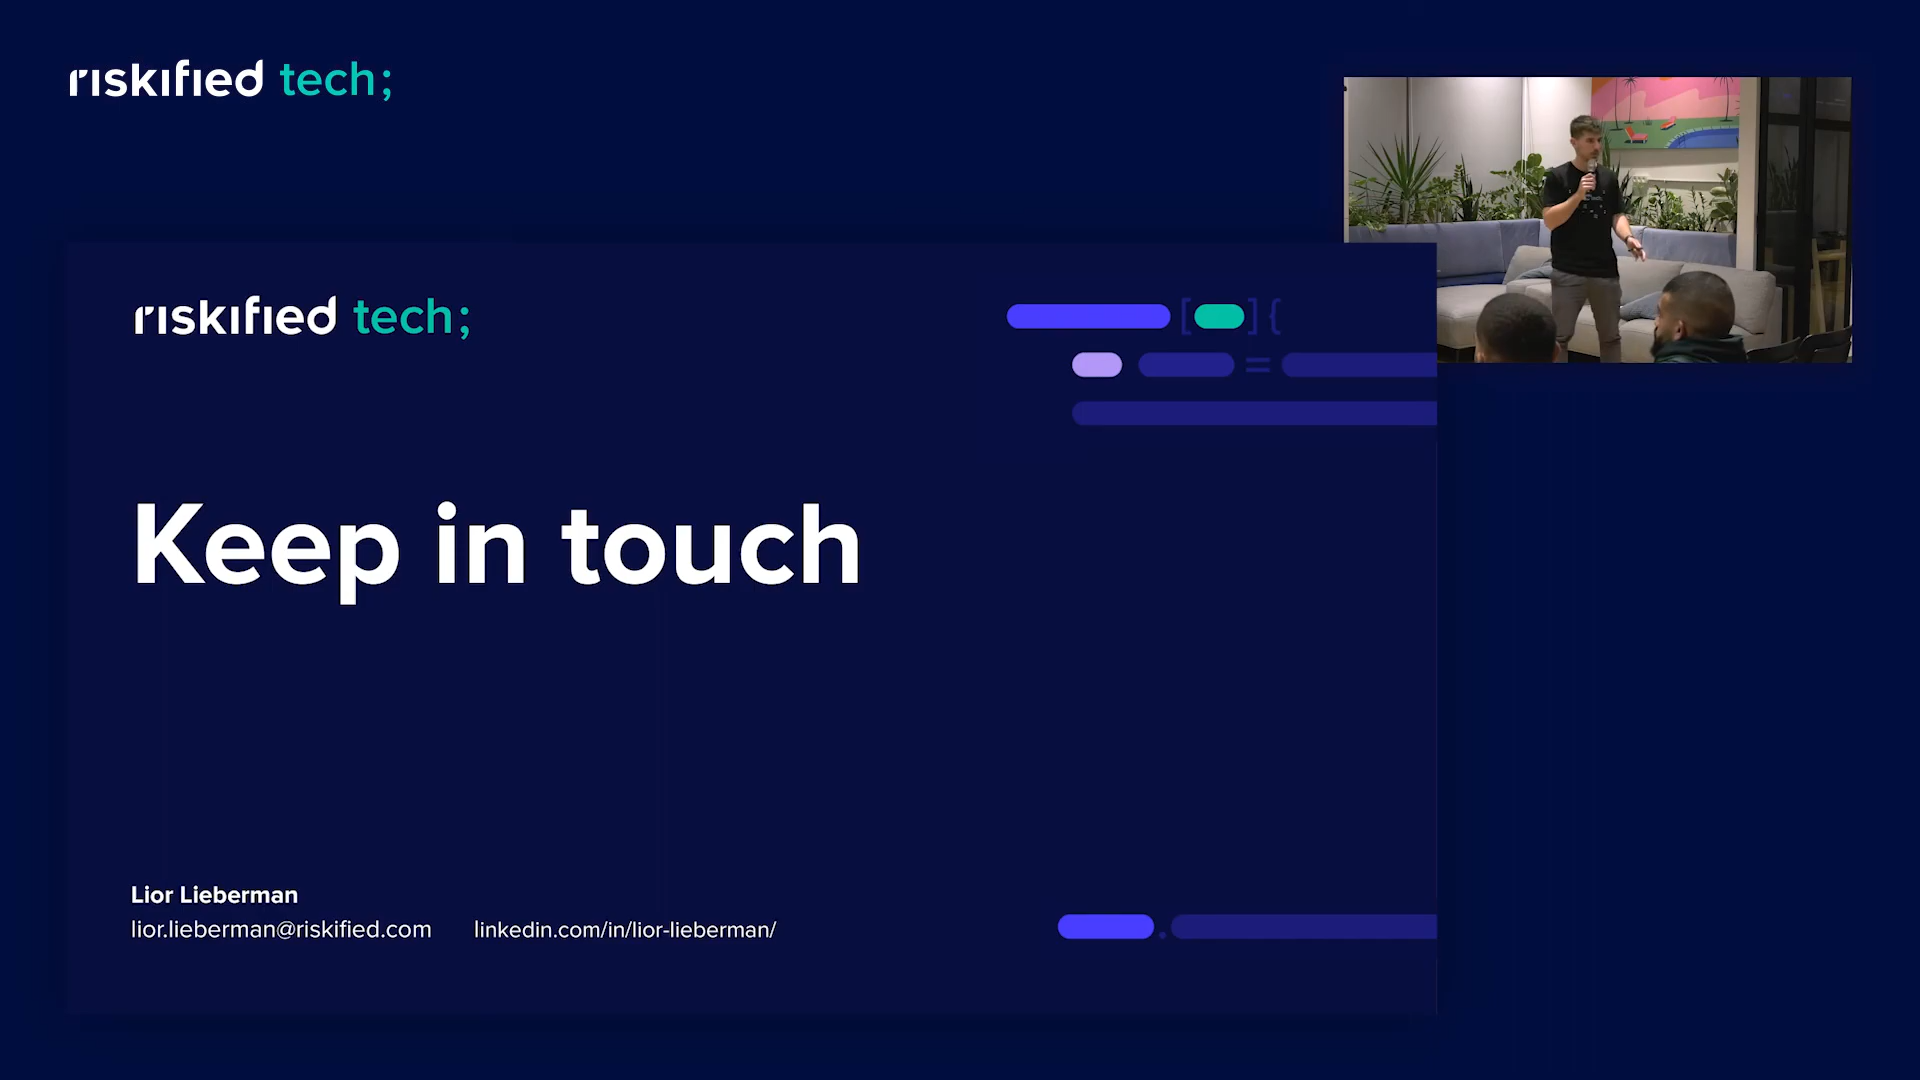 riskified tech;
riskified tech;
[ ] {
=
Keep in touch
Lior Lieberman
lior.lieberman@riskified.com linkedin.com/in/lior-lieberman/
.